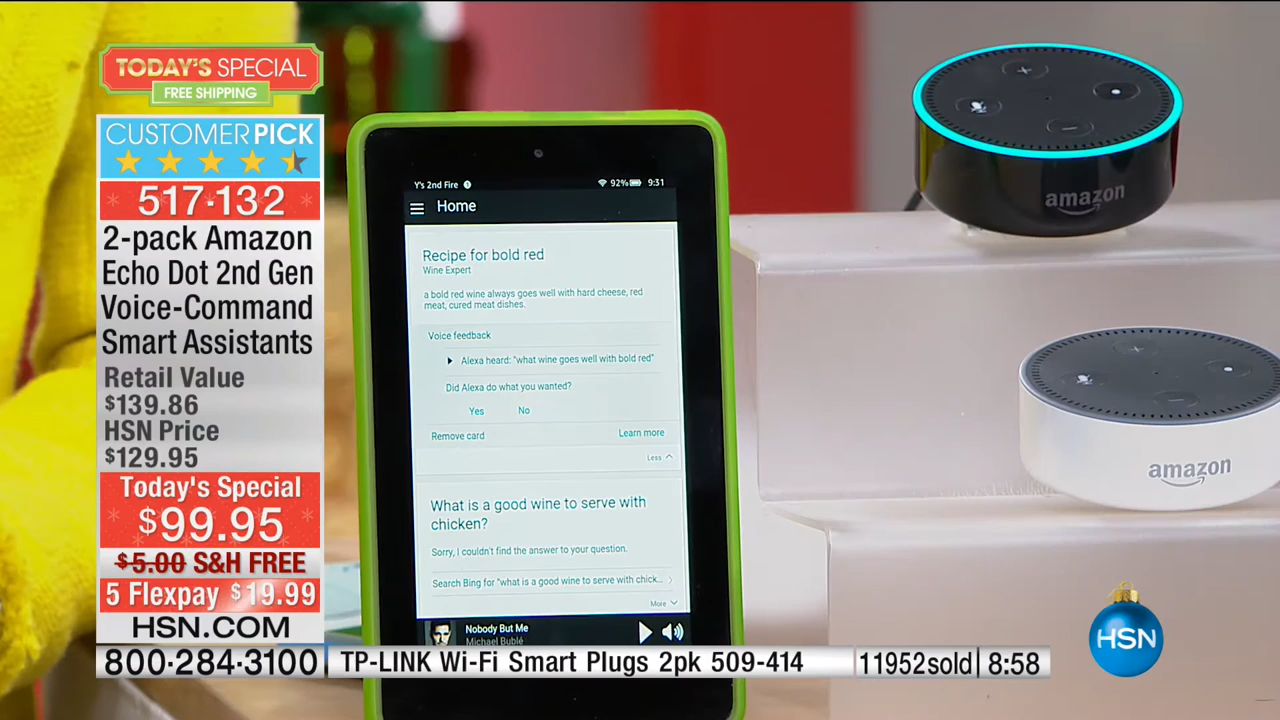 TODAY'S SPECIAL
FREE SHIPPING
CUSTOMER PICK
517-132
2-pack Amazon
Echo Dot 2nd Gen
Voice-Command
Smart Assistants
Retail Value
$139.86
HSN Price
$129.95
Today's Special
$99.95
$5.00 S&H FREE
5 Flexpay $19.99
HSN.COM
800-284-3100 TP-LINK Wi-Fi Smart Plugs 2pk 509-414 11952sold 8:58
Y's 2nd Fire 92% 9:31
Home
Recipe for bold red
Wine Expert
a bold red wine always goes well with hard cheese, red
meat, cured meat dishes.
Voice feedback
Alexa heard: "what wine goes well with bold red"
Did Alexa do what you wanted?
Yes No
Remove card Learn more
Less
What is a good wine to serve with
chicken?
Sorry, I couldn't find the answer to your question.
Search Bing for "what is a good wine to serve with chick...
More
Nobody But Me
Michael Bublé
amazon
amazon
HSN